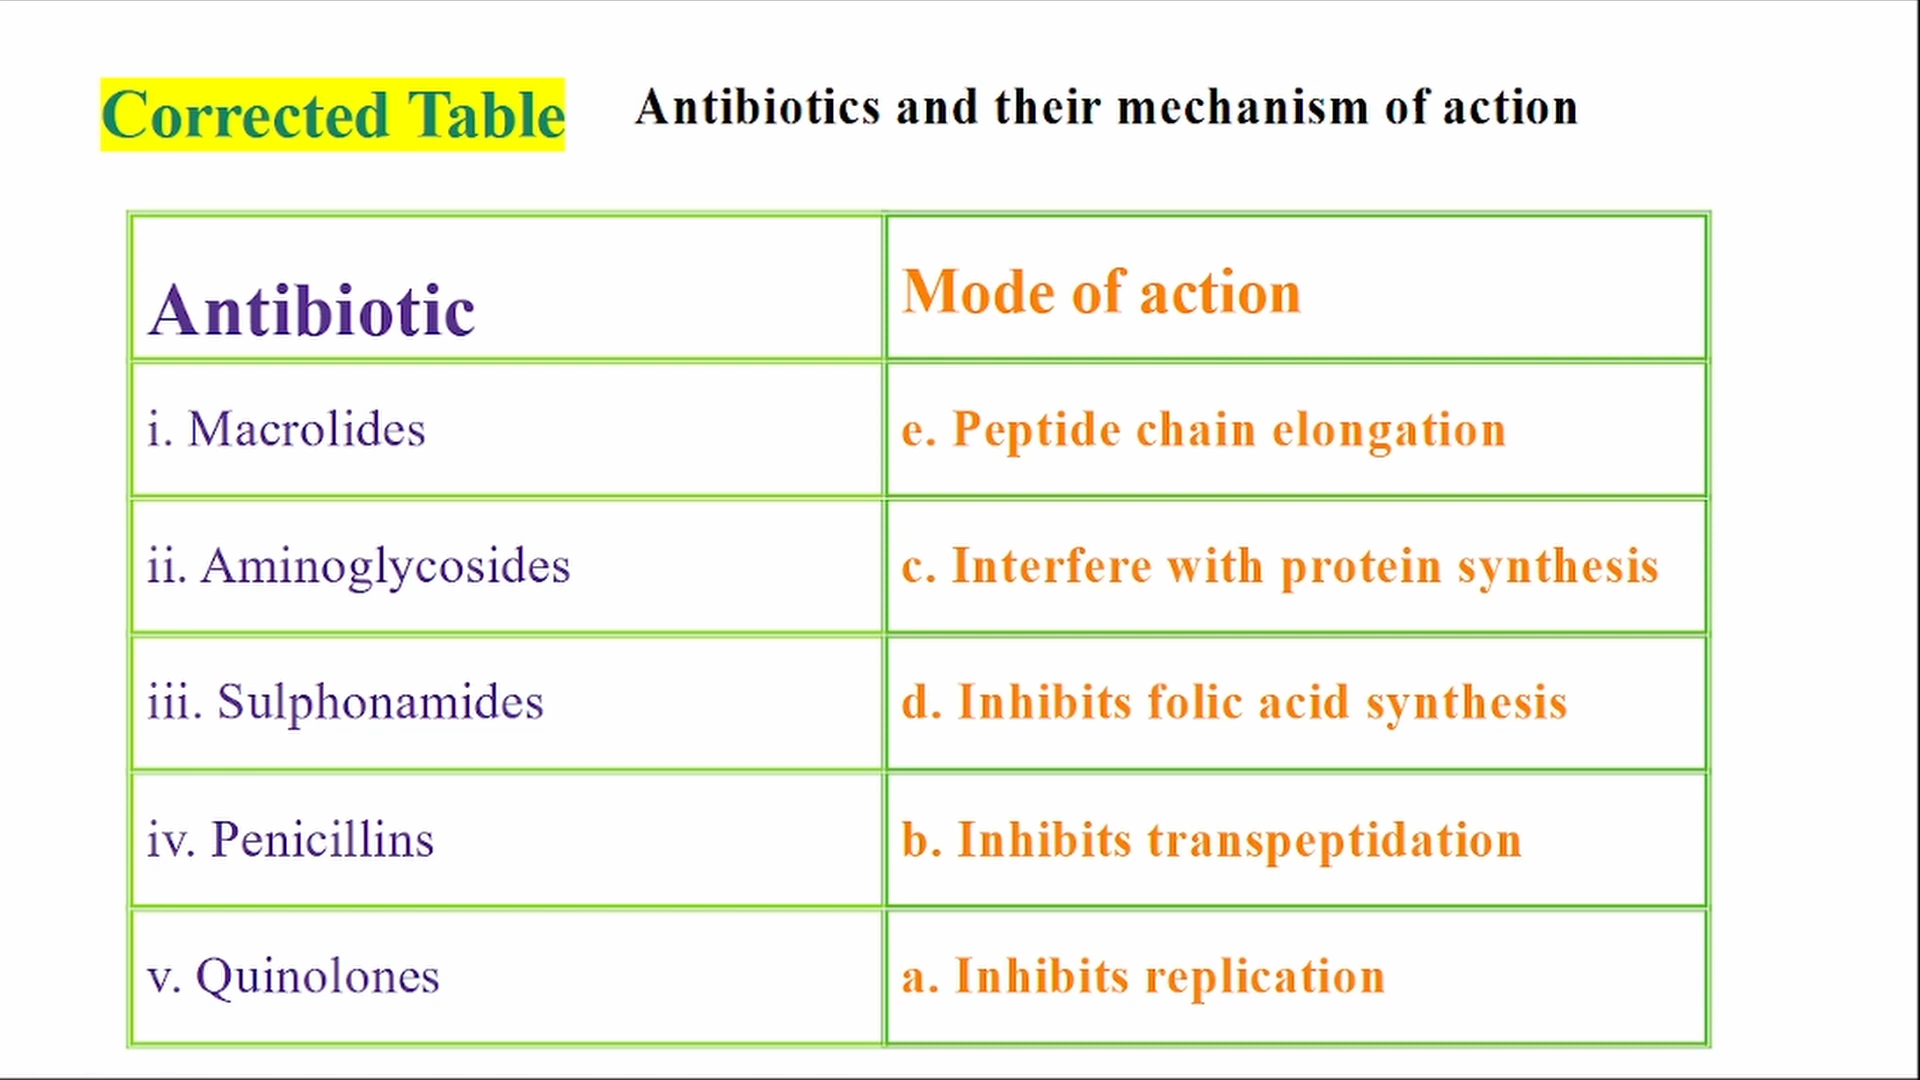 Corrected Table
Antibiotics and their mechanism of action
Antibiotic
Mode of action
i. Macrolides
e. Peptide chain elongation
ii. Aminoglycosides
c. Interfere with protein synthesis
iii. Sulphonamides
d. Inhibits folic acid synthesis
iv. Penicillins
b. Inhibits transpeptidation
v. Quinolones
a. Inhibits replication